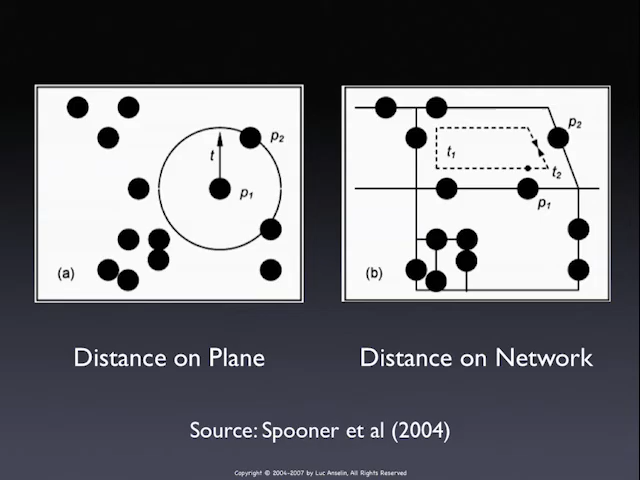 p2
t
p1
(a)
p2
t1
t2
p1
(b)
Distance on Plane
Distance on Network
Source: Spooner et al (2004)
Copyright © 2004-2007 by Luc Anselin, All Rights Reserved